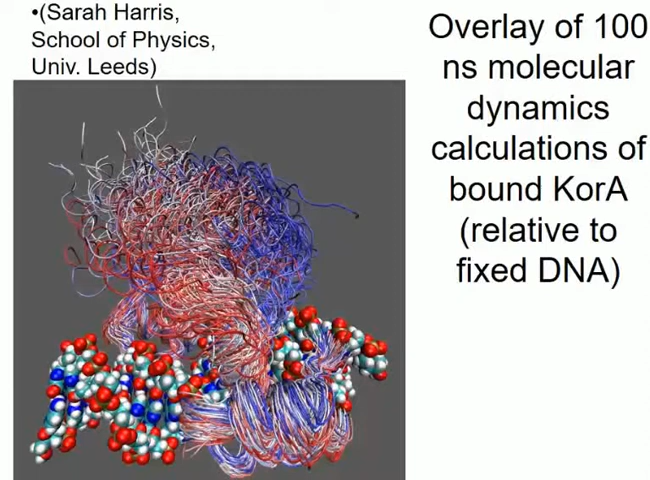 •(Sarah Harris,
School of Physics,
Univ. Leeds)
Overlay of 100
ns molecular
dynamics
calculations of
bound KorA
(relative to
fixed DNA)